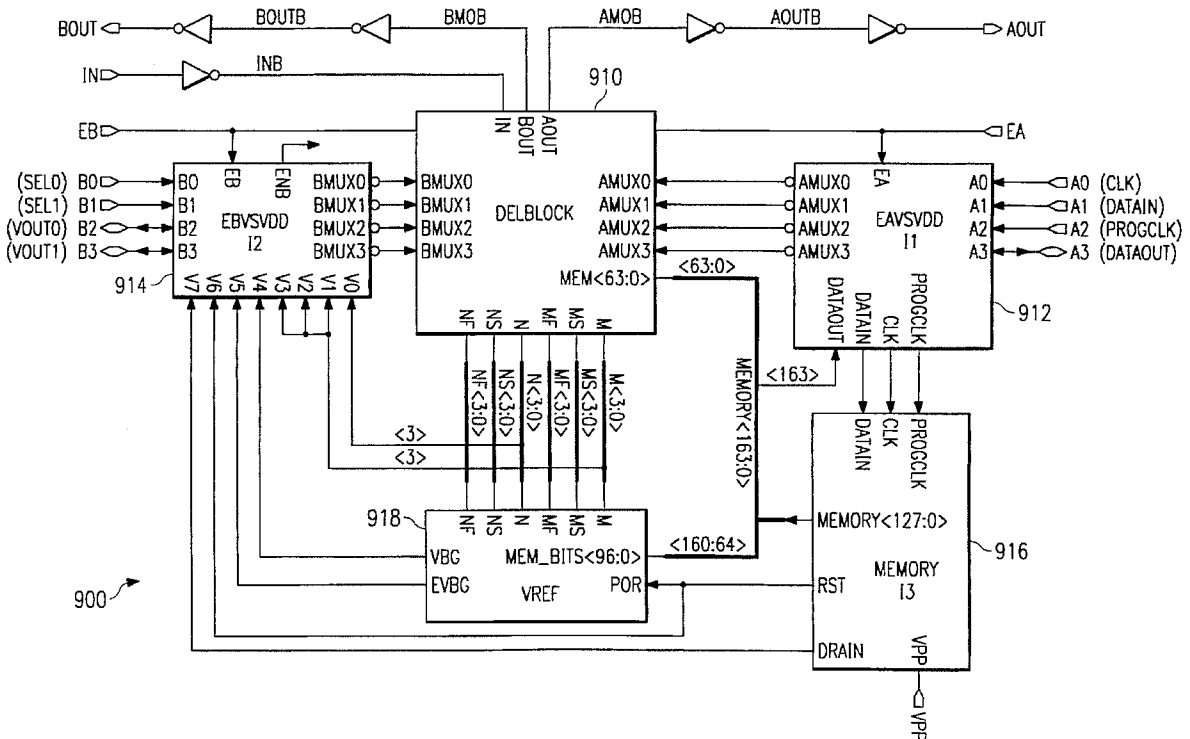 BOUT BOUTB BMOB AMOB AOUTB AOUT
IN INB 910
EB IN BOUT AOUT EA
(SEL0) B0 B0 EB ENB BMUX0 BMUX0 AMUX0 AMUX0 EA A0 A0 (CLK)
(SEL1) B1 B1 EBVSVDD BMUX1 BMUX1 DELBLOCK AMUX1 AMUX1 EAVSVDD A1 A1 (DATAIN)
(VOUT0) B2 B2 I2 BMUX2 BMUX2 AMUX2 AMUX2 I1 A2 A2 (PROGCLK)
(VOUT1) B3 B3 BMUX3 BMUX3 AMUX3 AMUX3 A3 A3 (DATAOUT)
914 V7 V6 V5 V4 V3 V2 V1 V0 MEM<63:0> <63:0> DATAOUT DATAIN CLK PROGCLK 912
NF NS N MF MS M
NF<3:0> NS<3:0> N<3:0> MF<3:0> MS<3:0> M<3:0> MEMORY<163:0> <163>
<3>
<3>
DATAIN CLK PROGCLK
918 NF NS N MF MS M MEMORY<127:0>
VBG MEM_BITS<96:0> <160:64> 916
900 EVBG VREF POR RST MEMORY
I3
DRAIN VPP
VPP